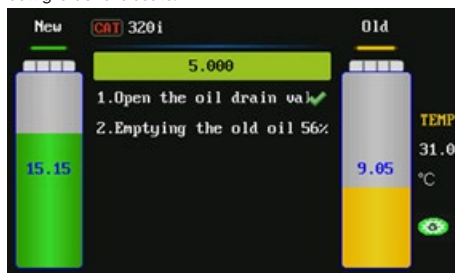 New CAT 320i Old
5.000
1.Open the oil drain val
2.Emptying the old oil 56%
TEMP
31.0
°C
15.15
9.05